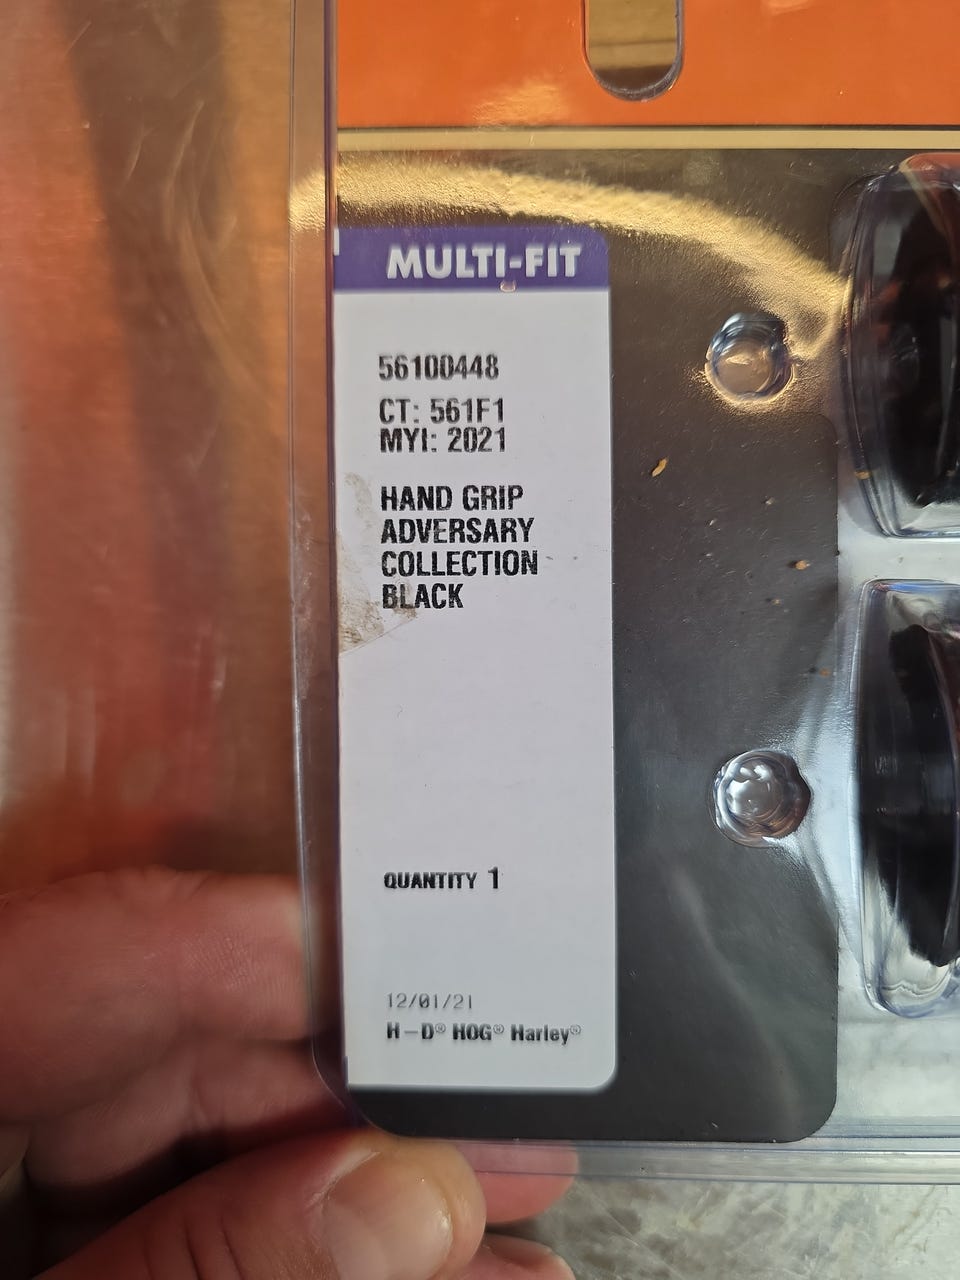 MULTI-FIT
56100448
CT: 561F1
MYI: 2021
HAND GRIP
ADVERSARY
COLLECTION
BLACK
QUANTITY 1
12/01/21
H–D® HOG® Harley®